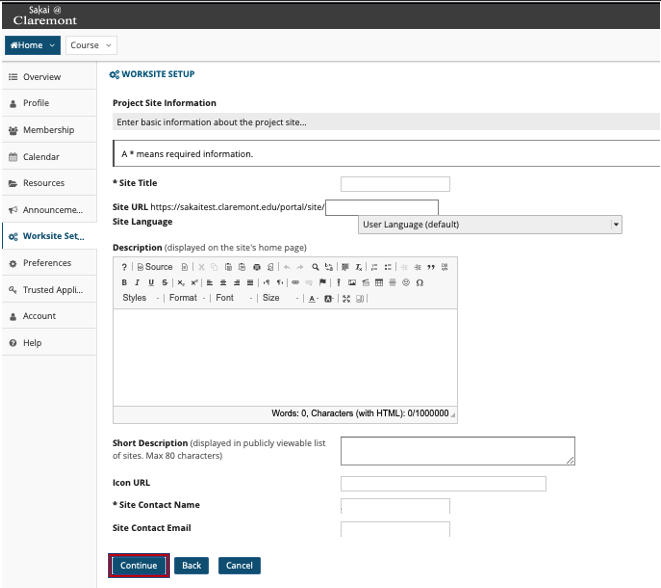 Sakai @
Claremont
Home
Course
Overview
Profile
Membership
Calendar
Resources
Announceme...
Worksite Set...
Preferences
Trusted Appli...
Account
Help
WORKSITE SETUP
Project Site Information
Enter basic information about the project site...
A * means required information.
* Site Title
Site URL https://sakaitest.claremont.edu/portal/site/
Site Language
User Language (default)
Description (displayed on the site's home page)
? Source
B I U S x₂ x² Ω
Styles Format Font Size A A
Words: 0, Characters (with HTML): 0/1000000
Short Description (displayed in publicly viewable list
of sites. Max 80 characters)
Icon URL
* Site Contact Name
Site Contact Email
Continue Back Cancel